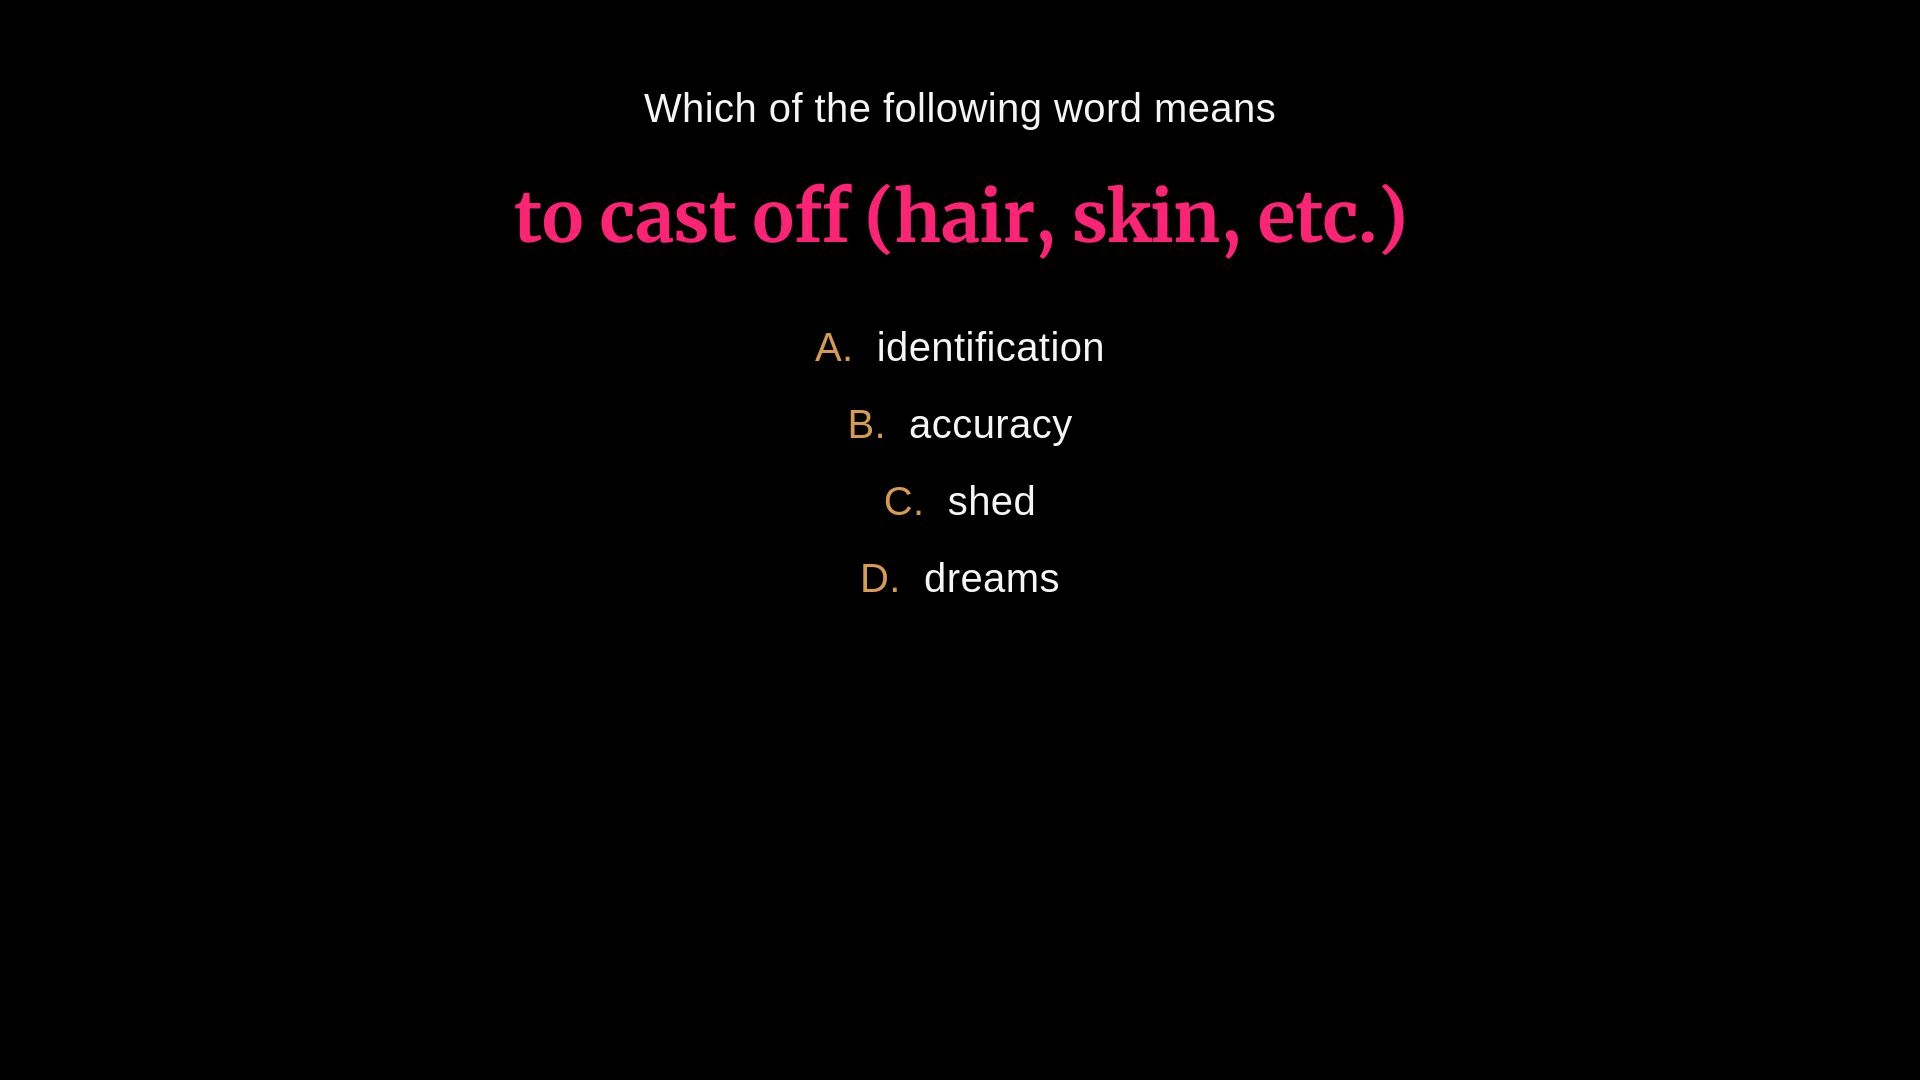 Which of the following word means
to cast off (hair, skin, etc.)
A. identification
B. accuracy
C. shed
D. dreams